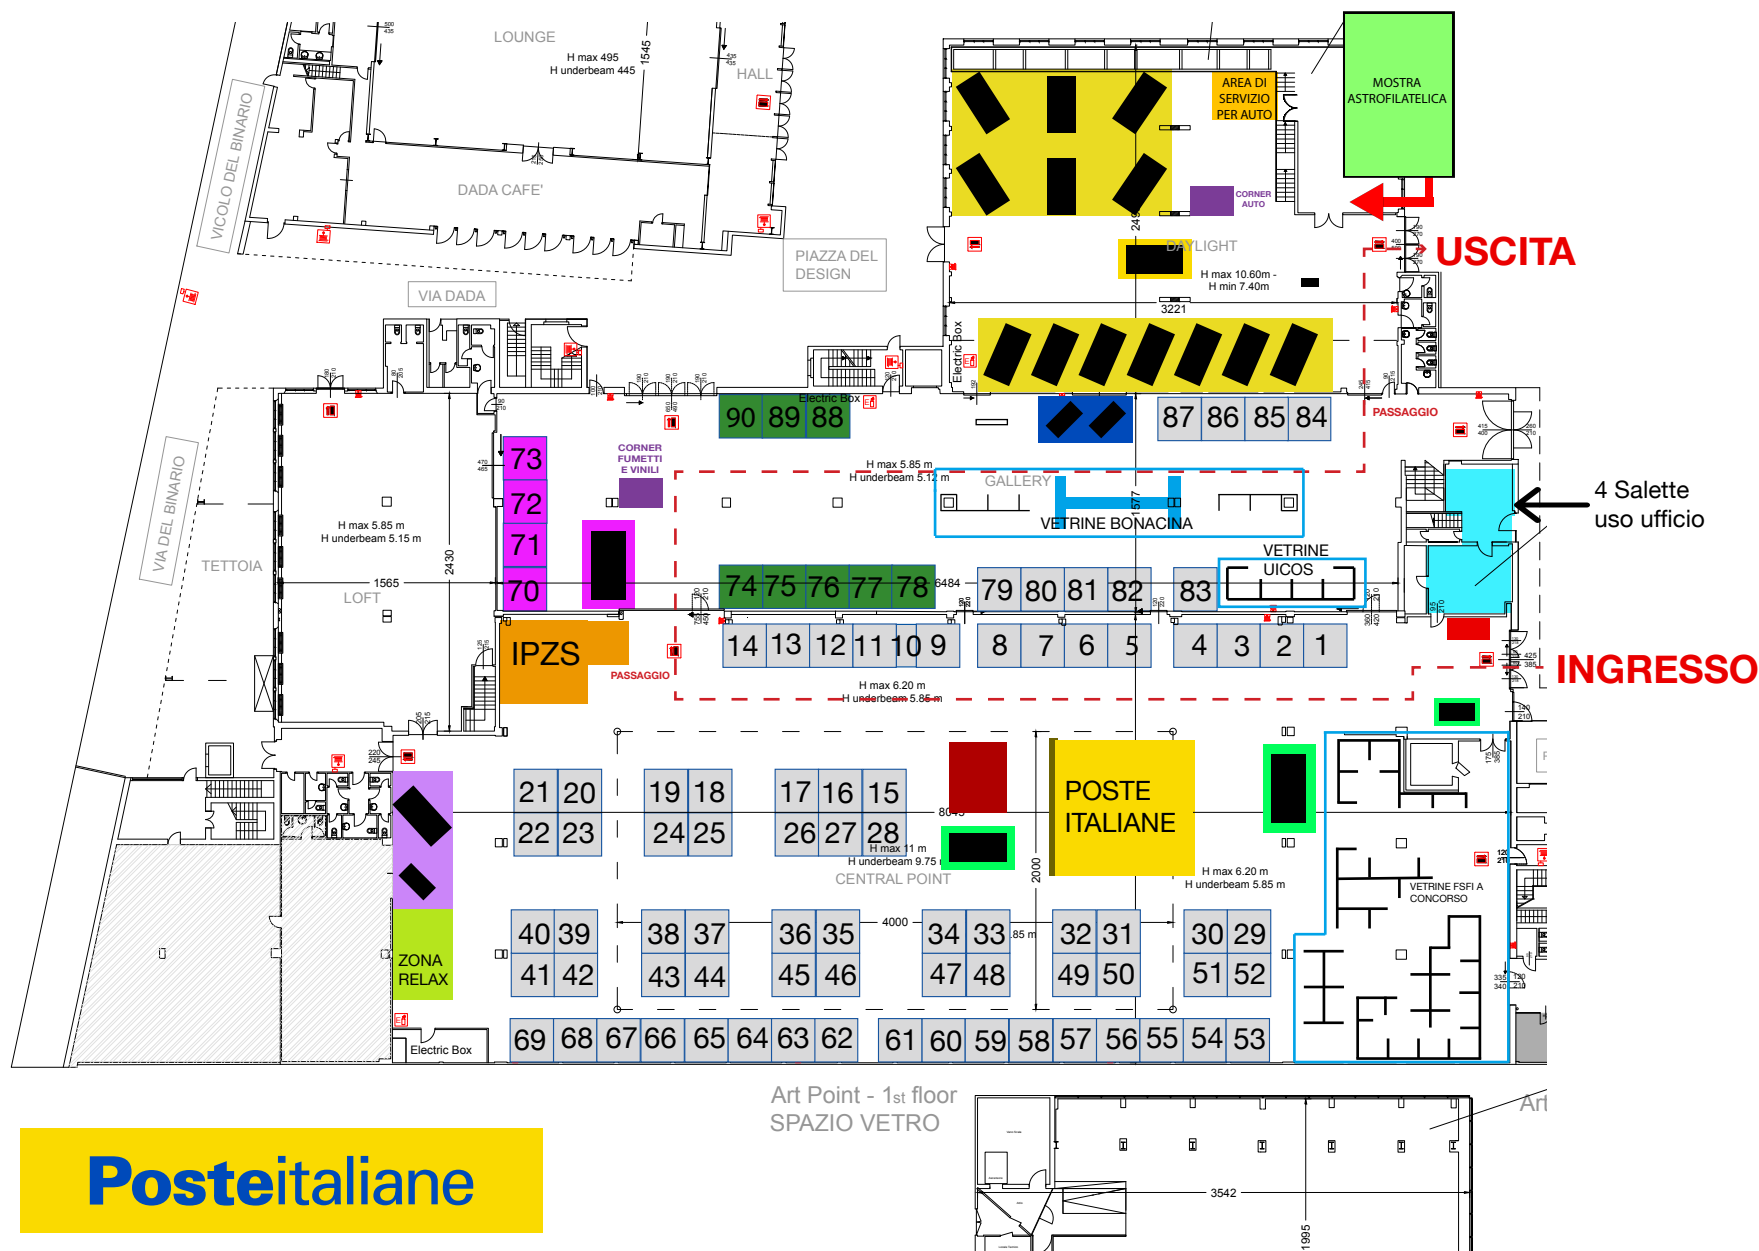 LOUNGE
H max 495
H underbeam 445
1545
HALL
DADA CAFE'
VICOLO DEL BINARIO
PIAZZA DEL
DESIGN
VIA DADA
AREA DI
SERVIZIO
PER AUTO
MOSTRA
ASTROFILATELICA
CORNER
AUTO
DAYLIGHT
USCITA
H max 10.60m -
H min 7.40m
3221
Electric Box
Electric Box
90 89 88
87 86 85 84
PASSAGGIO
VIA DEL BINARIO
TETTOIA
H max 5.85 m
H underbeam 5.15 m
2430
1565
LOFT
73
72
71
70
CORNER
FUMETTI
E VINILI
H max 5.85 m
H underbeam 5.12 m
GALLERY
1577
VETRINE BONACINA
4 Salette
uso ufficio
VETRINE
UICOS
74 75 76 77 78
6484
79 80 81 82 83
IPZS
PASSAGGIO
14 13 12 11 10 9
8 7 6 5
4 3 2 1
INGRESSO
H max 6.20 m
H underbeam 5.85 m
21 20
22 23
19 18
24 25
17 16 15
26 27 28
H max 11 m
H underbeam 9.75
CENTRAL POINT
POSTE
ITALIANE
2000
H max 6.20 m
H underbeam 5.85 m
VETRINE FSFI A
CONCORSO
4000
.85 m
40 39
41 42
38 37
43 44
36 35
45 46
34 33
47 48
32 31
49 50
30 29
51 52
ZONA
RELAX
Electric Box
69 68 67 66 65 64 63 62
61 60 59 58 57 56 55 54 53
Art Point - 1st floor
SPAZIO VETRO
Art
3542
1995
Posteitaliane